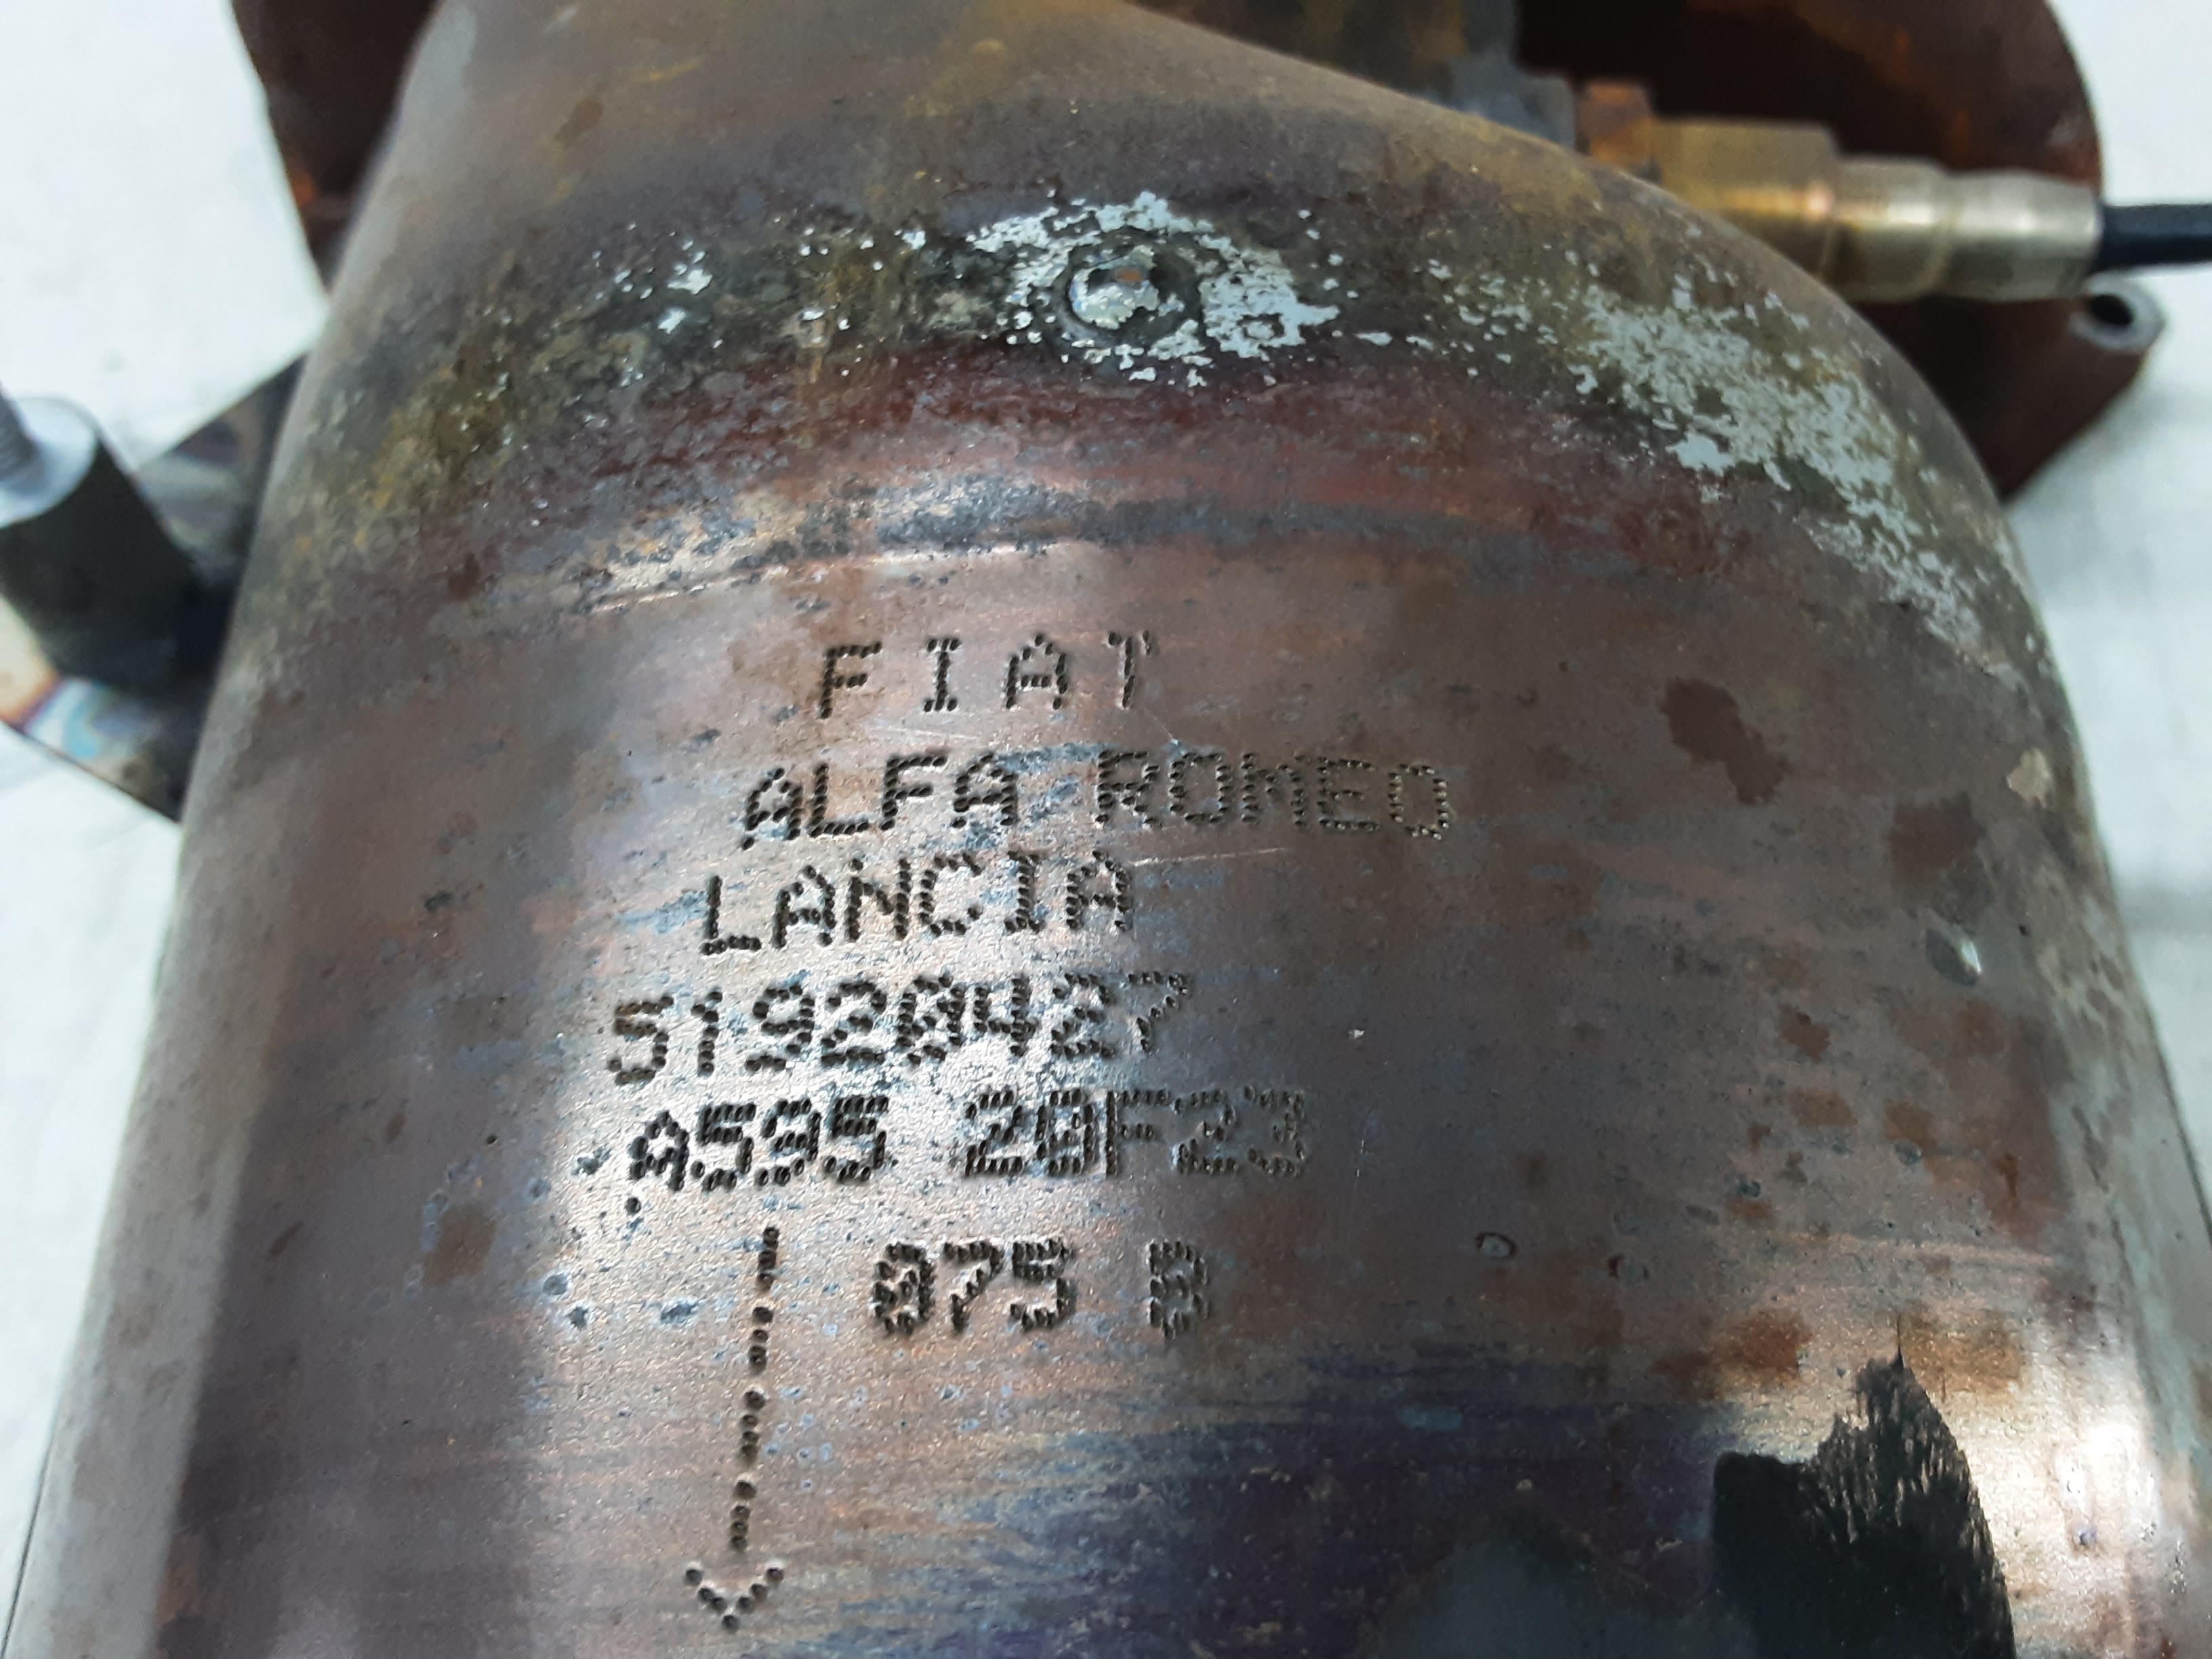 FIAT
ALFA ROMEO
LANCIA
51920427
A595 20F23
075 B